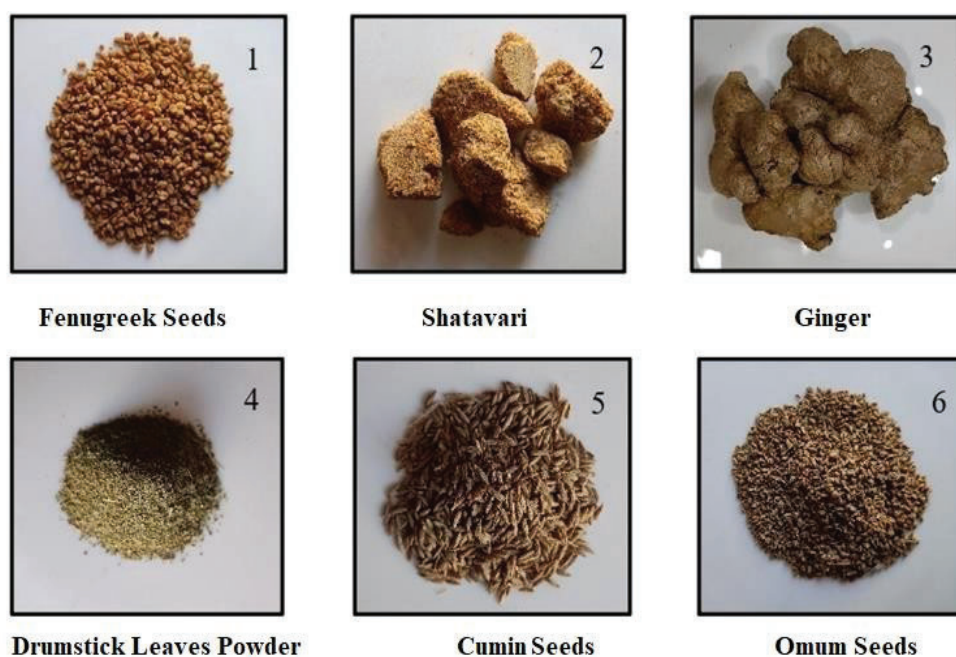 1
2
3
Fenugreek Seeds
Shatavari
Ginger
4
5
6
Drumstick Leaves Powder
Cumin Seeds
Omum Seeds